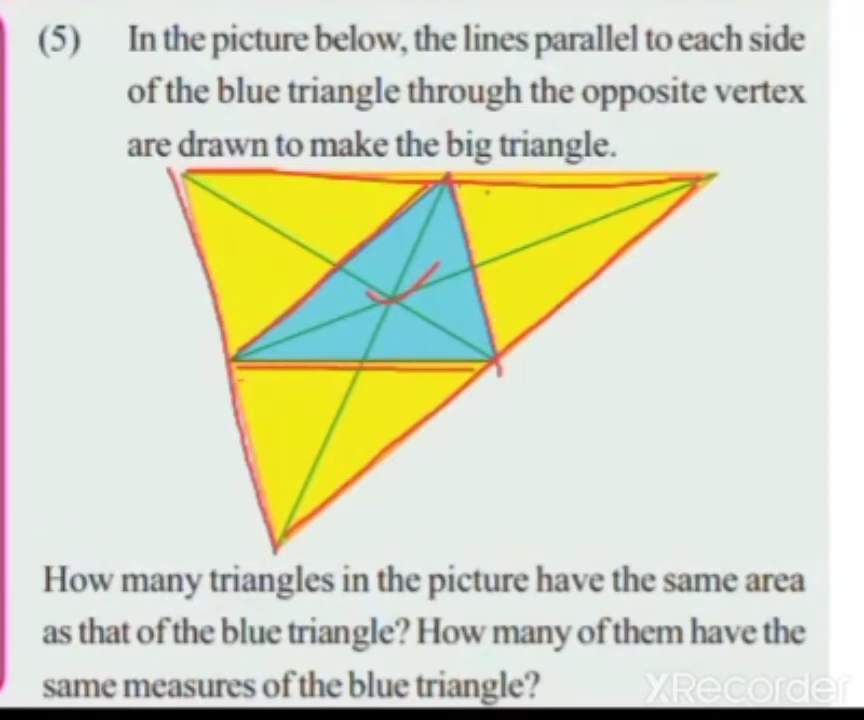 (5) In the picture below, the lines parallel to each side
of the blue triangle through the opposite vertex
are drawn to make the big triangle.
How many triangles in the picture have the same area
as that of the blue triangle? How many of them have the
same measures of the blue triangle?
XRecorder